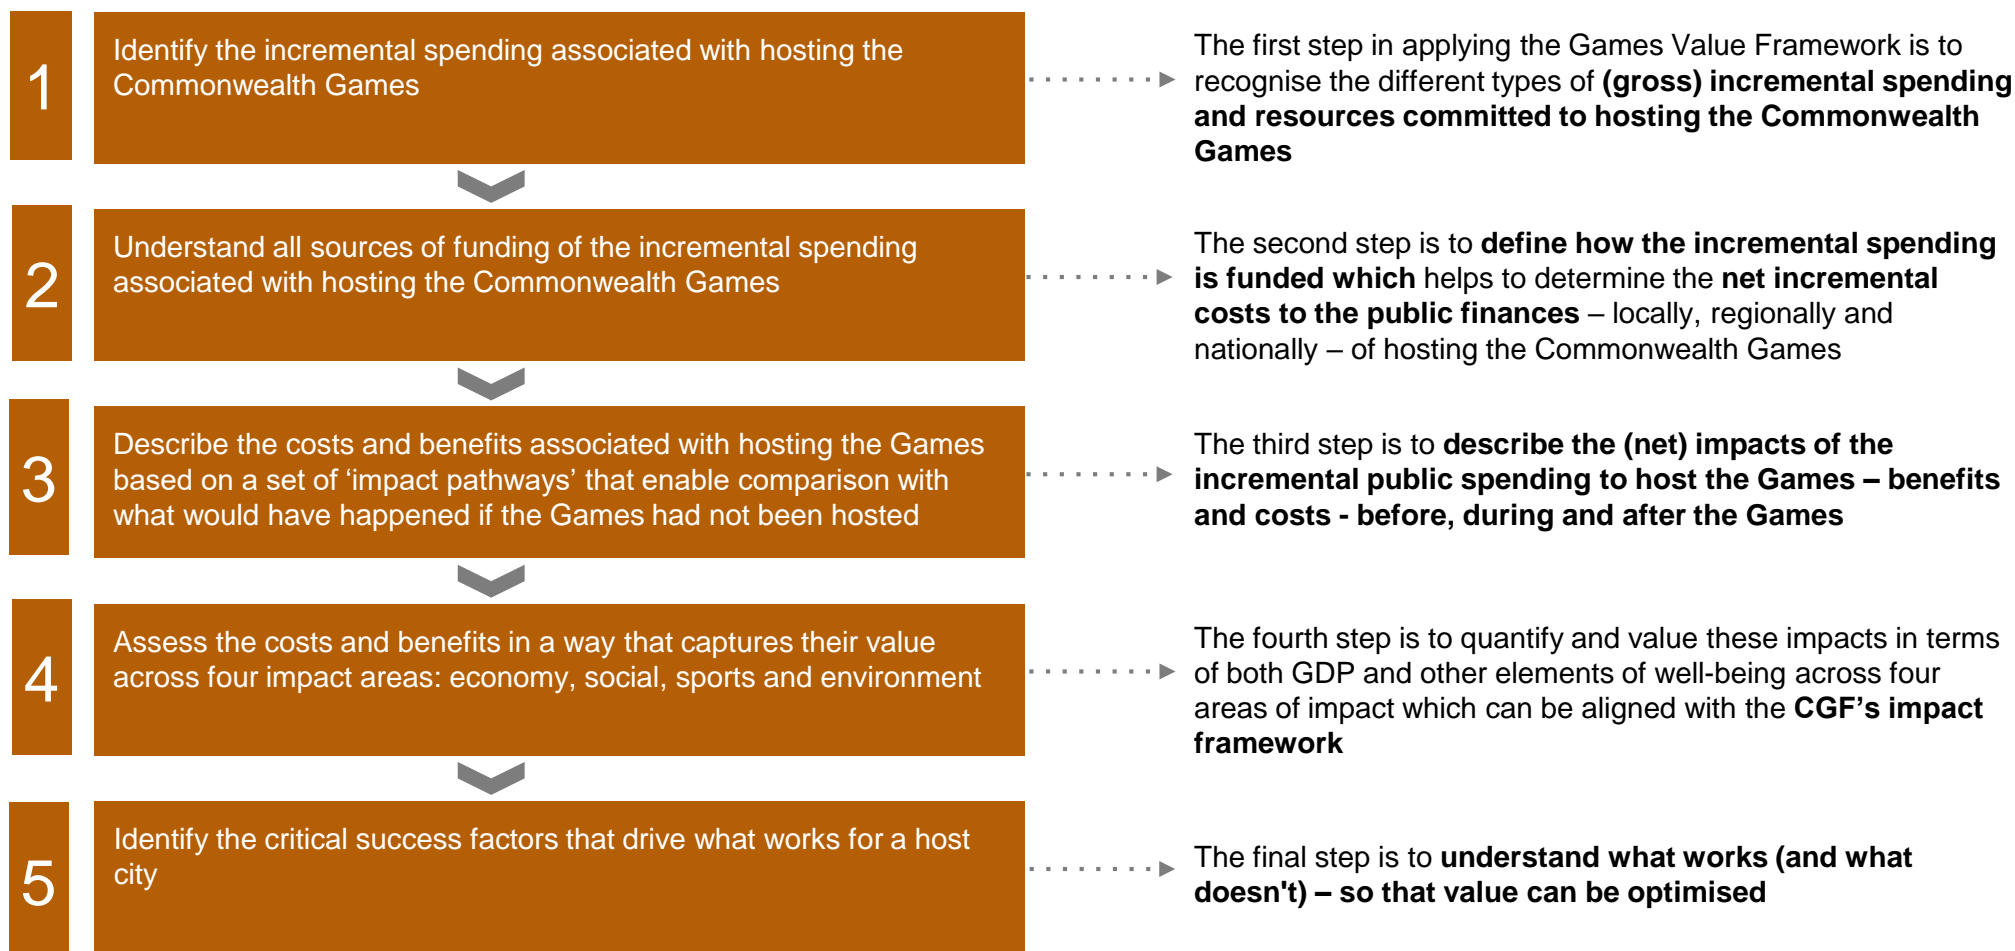 1
Identify the incremental spending associated with hosting the
Commonwealth Games
The first step in applying the Games Value Framework is to
recognise the different types of (gross) incremental spending
and resources committed to hosting the Commonwealth
Games
2
Understand all sources of funding of the incremental spending
associated with hosting the Commonwealth Games
The second step is to define how the incremental spending
is funded which helps to determine the net incremental
costs to the public finances – locally, regionally and
nationally – of hosting the Commonwealth Games
3
Describe the costs and benefits associated with hosting the Games
based on a set of ‘impact pathways’ that enable comparison with
what would have happened if the Games had not been hosted
The third step is to describe the (net) impacts of the
incremental public spending to host the Games – benefits
and costs - before, during and after the Games
4
Assess the costs and benefits in a way that captures their value
across four impact areas: economy, social, sports and environment
The fourth step is to quantify and value these impacts in terms
of both GDP and other elements of well-being across four
areas of impact which can be aligned with the CGF’s impact
framework
5
Identify the critical success factors that drive what works for a host
city
The final step is to understand what works (and what
doesn't) – so that value can be optimised